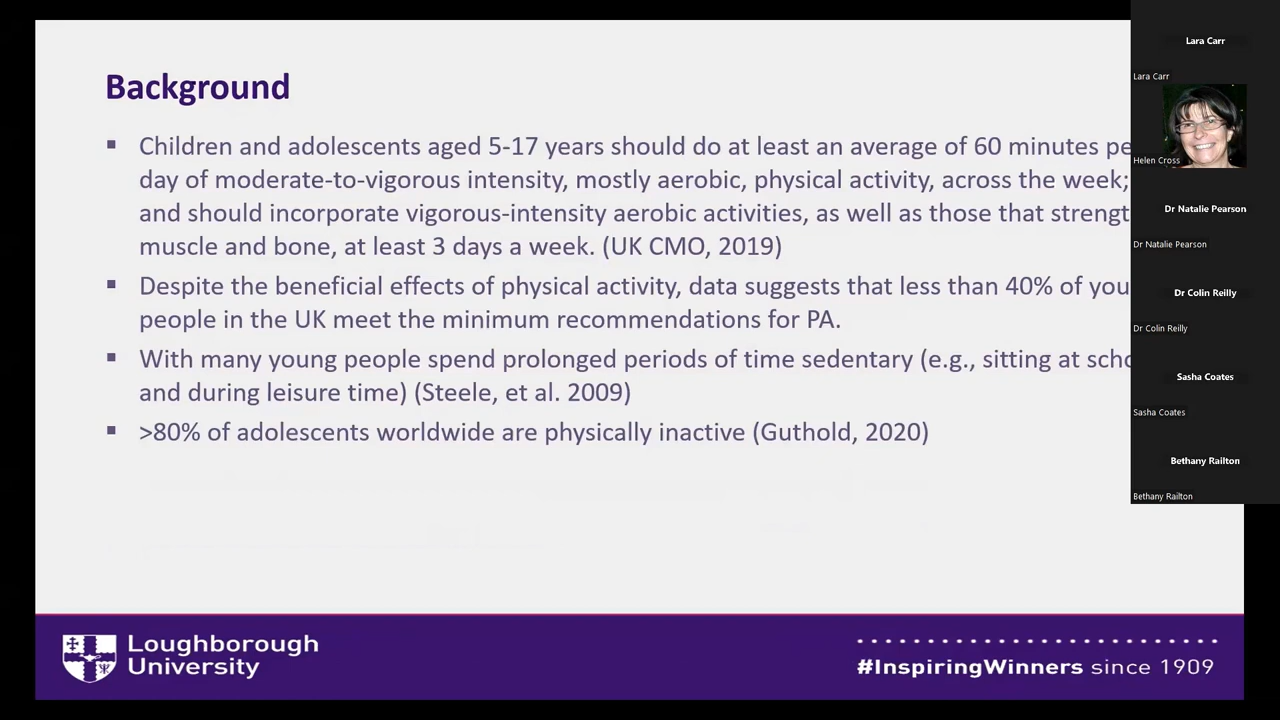 Background
▪ Children and adolescents aged 5-17 years should do at least an average of 60 minutes pe
day of moderate-to-vigorous intensity, mostly aerobic, physical activity, across the week;
and should incorporate vigorous-intensity aerobic activities, as well as those that strengt
muscle and bone, at least 3 days a week. (UK CMO, 2019)
▪ Despite the beneficial effects of physical activity, data suggests that less than 40% of you
people in the UK meet the minimum recommendations for PA.
▪ With many young people spend prolonged periods of time sedentary (e.g., sitting at scho
and during leisure time) (Steele, et al. 2009)
▪ >80% of adolescents worldwide are physically inactive (Guthold, 2020)
Loughborough
University
#InspiringWinners since 1909
Lara Carr
Lara Carr
Helen Cross
Dr Natalie Pearson
Dr Natalie Pearson
Dr Colin Reilly
Dr Colin Reilly
Sasha Coates
Sasha Coates
Bethany Railton
Bethany Railton